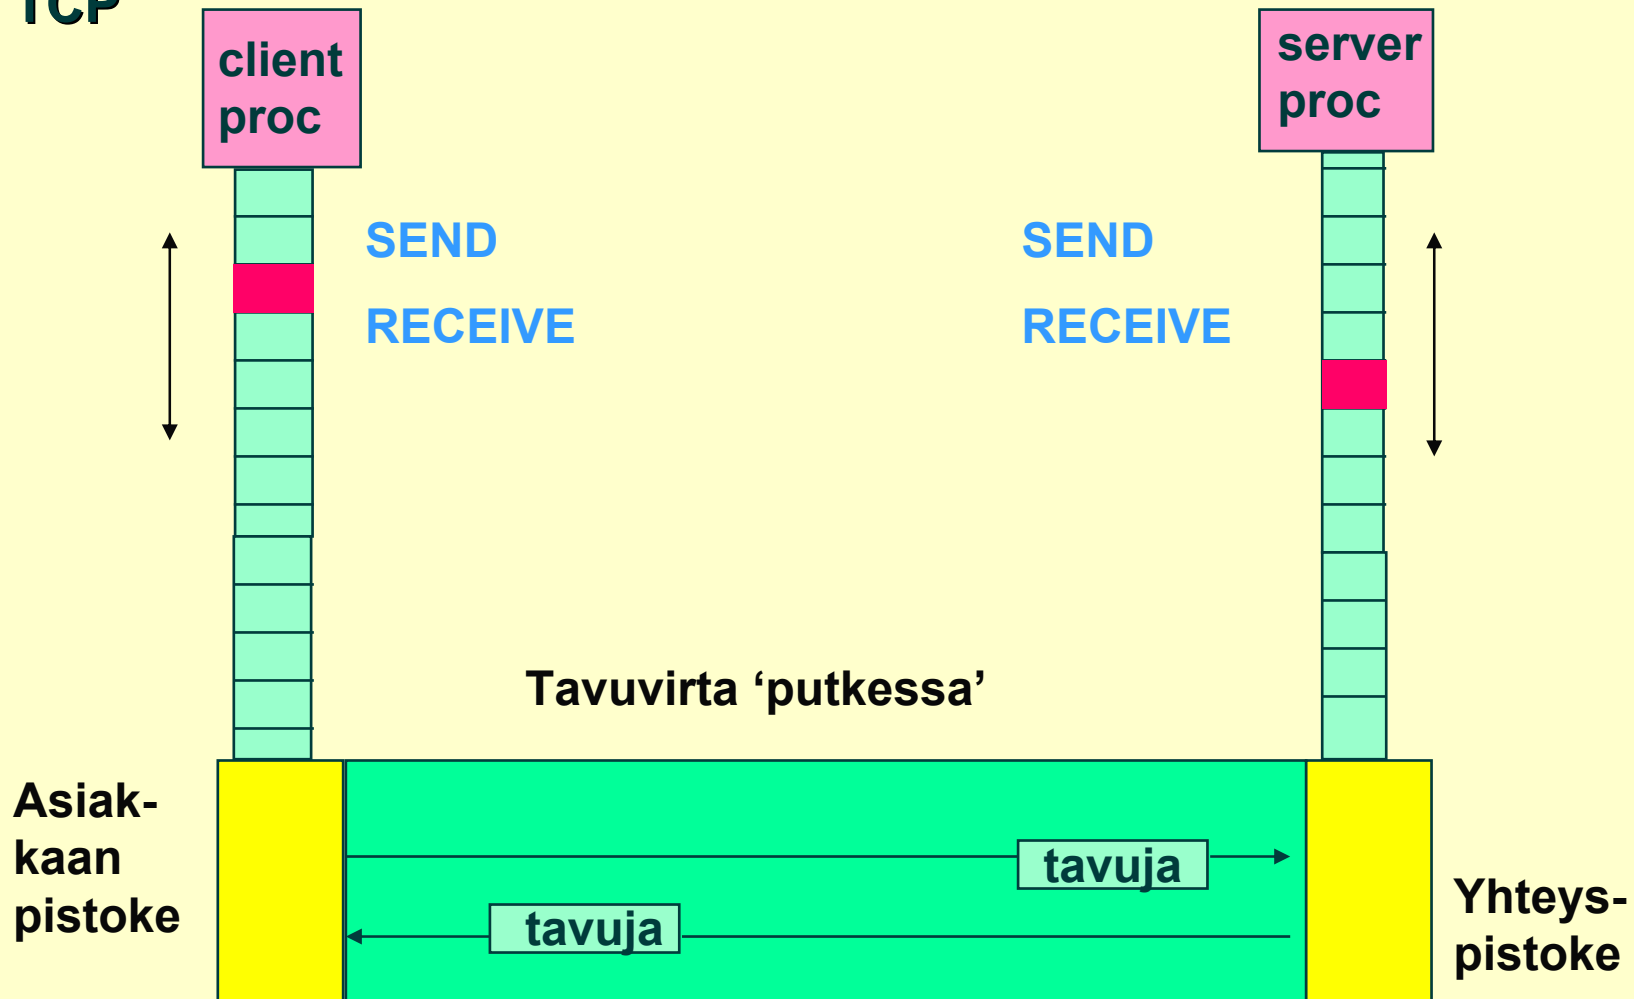 TCP
client
proc
server
proc
SEND
RECEIVE
SEND
RECEIVE
Tavuvirta ‘putkessa’
Asiak-
kaan
pistoke
tavuja
tavuja
Yhteys-
pistoke